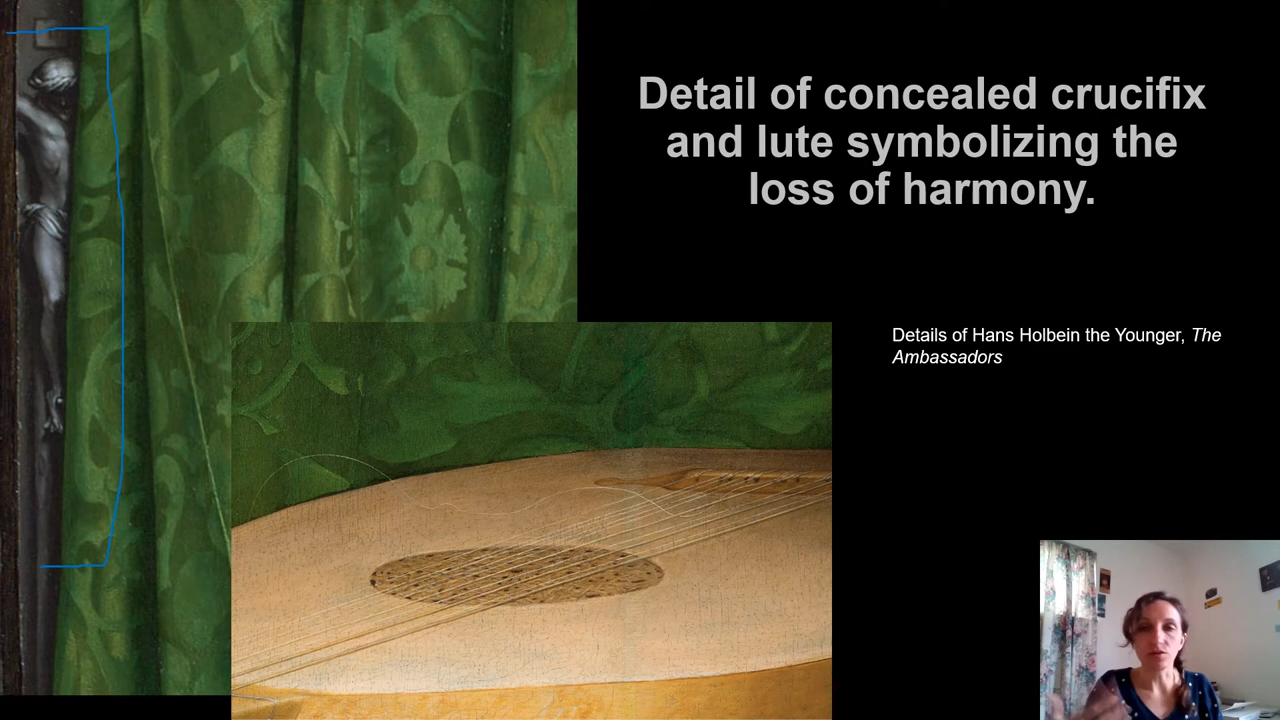 Detail of concealed crucifix
and lute symbolizing the
loss of harmony.
Details of Hans Holbein the Younger, The
Ambassadors